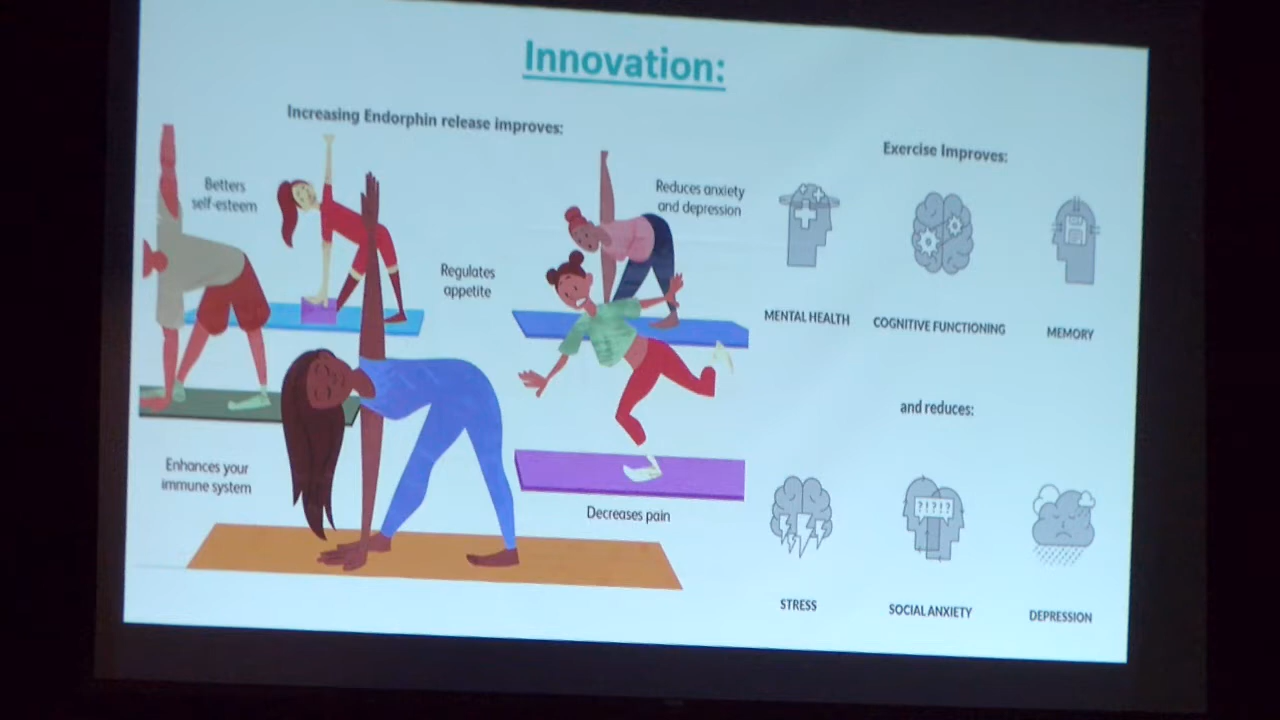 Innovation:
Increasing Endorphin release improves:
Betters
self-esteem
Regulates
appetite
Reduces anxiety
and depression
Enhances your
immune system
Decreases pain
Exercise Improves:
MENTAL HEALTH
COGNITIVE FUNCTIONING
MEMORY
and reduces:
?!?!?
STRESS
SOCIAL ANXIETY
DEPRESSION